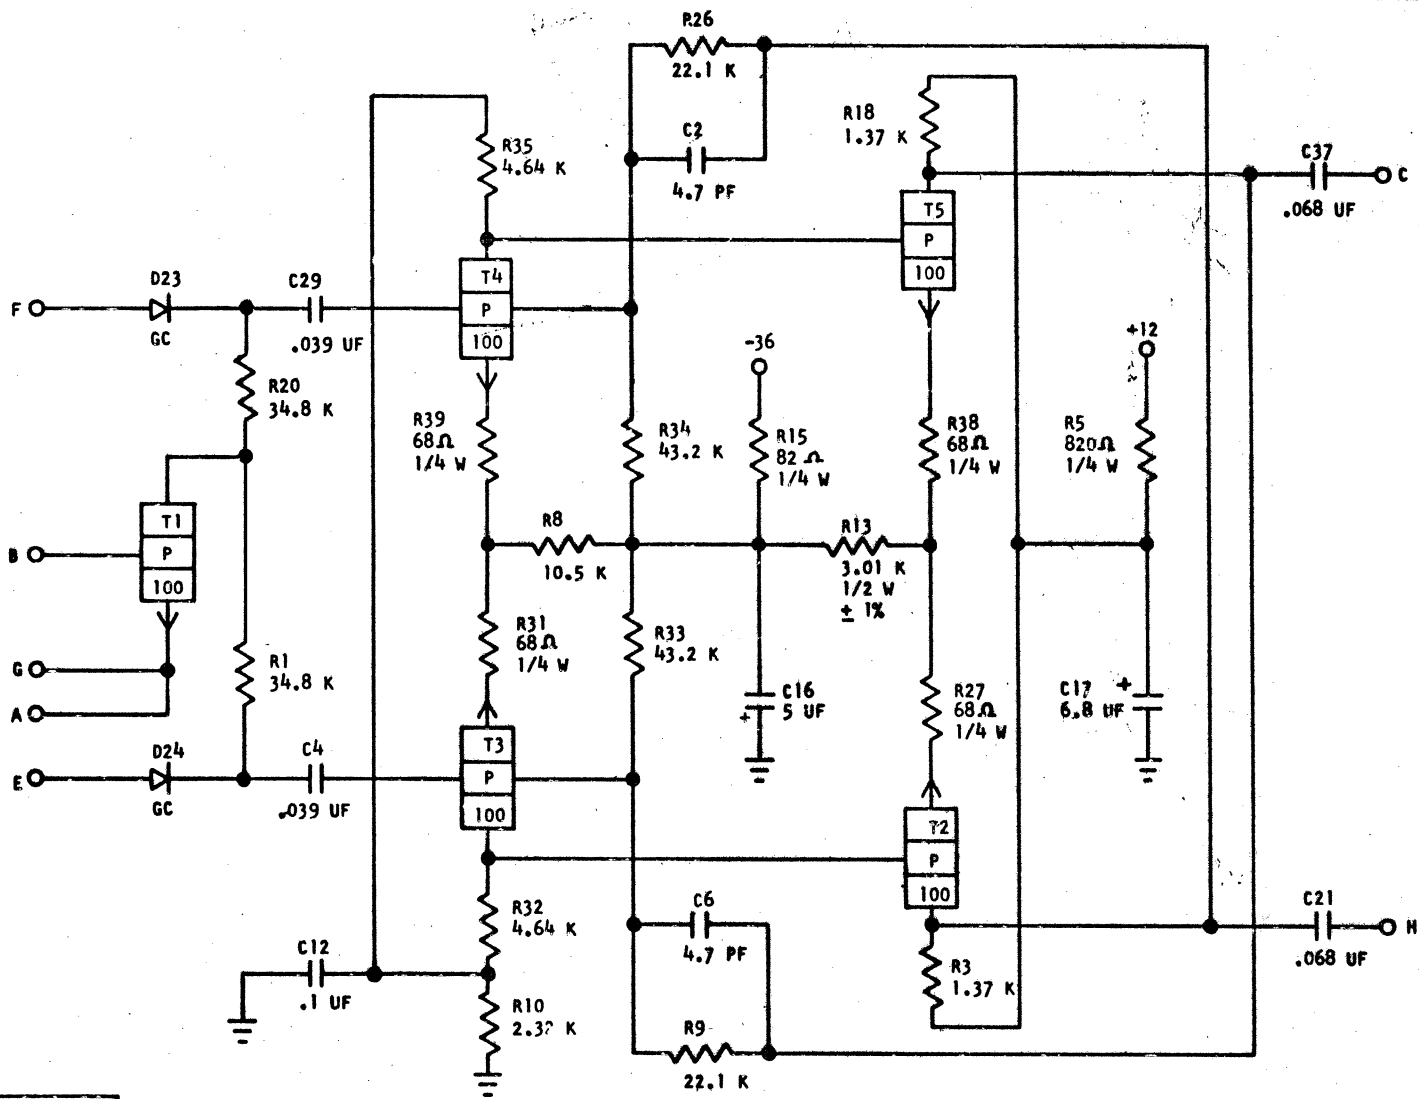 R26
22.1 K
C2
4.7 PF
R18
1.37 K
R35
4.64 K
C37
.068 UF
C
T5
P
100
D23
GC
F
C29
.039 UF
T4
P
100
-36
+12
R20
34.8 K
R39
68Ω
1/4 W
R34
43.2 K
R15
82Ω
1/4 W
R38
68Ω
1/4 W
R5
820Ω
1/4 W
T1
P
100
B
R8
10.5 K
R13
3.01 K
1/2 W
± 1%
G
A
R1
34.8 K
R31
68Ω
1/4 W
R33
43.2 K
C16
+ 5 UF
R27
68Ω
1/4 W
C17 +
6.8 UF
D24
GC
E
C4
.039 UF
T3
P
100
T2
P
100
R32
4.64 K
C6
4.7 PF
C21
.068 UF
H
C12
.1 UF
R10
K
R3
1.37 K
R9
22.1 K